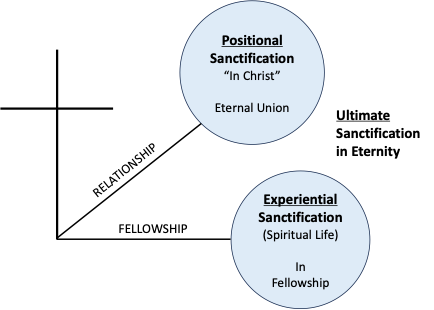 Positional
Sanctification
“In Christ”
Eternal Union
Ultimate
Sanctification
in Eternity
RELATIONSHIP
FELLOWSHIP
Experiential
Sanctification
(Spiritual Life)
In
Fellowship